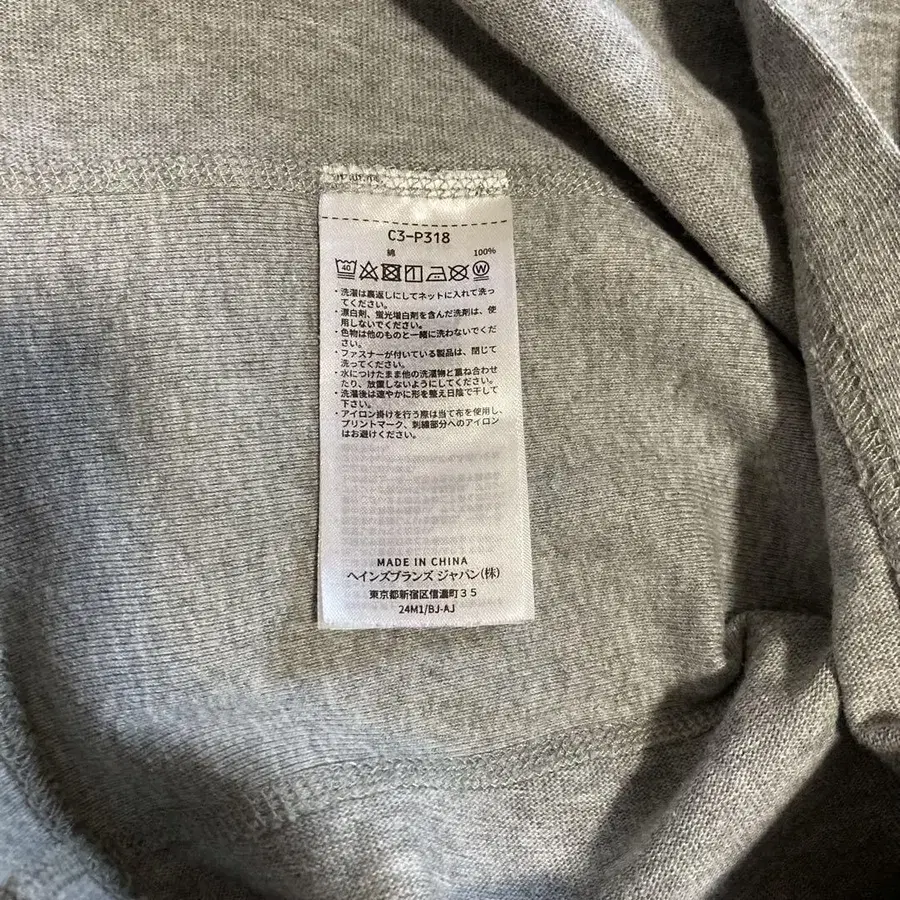 C3-P318
綿 100%
40
W
・洗濯は裏返しにしてネットに入れて洗っ
てください。
・漂白剤、蛍光増白剤を含んだ洗剤は、使
用しないでください。
・色物は他のものと一緒に洗わないでくだ
さい。
・ファスナーが付いている製品は、閉じて
洗ってください。
・水につけたまま他の洗濯物と重ね合わせ
たり、放置しないようにしてください。
・洗濯後は速やかに形を整え日陰で干して
下さい。
・アイロン掛けを行う際は当て布を使用し、
プリントマーク、刺繍部分へのアイロン
はお避けください。
MADE IN CHINA
ヘインズブランズ ジャパン(株)
東京都新宿区信濃町35
24M1/BJ-AJ